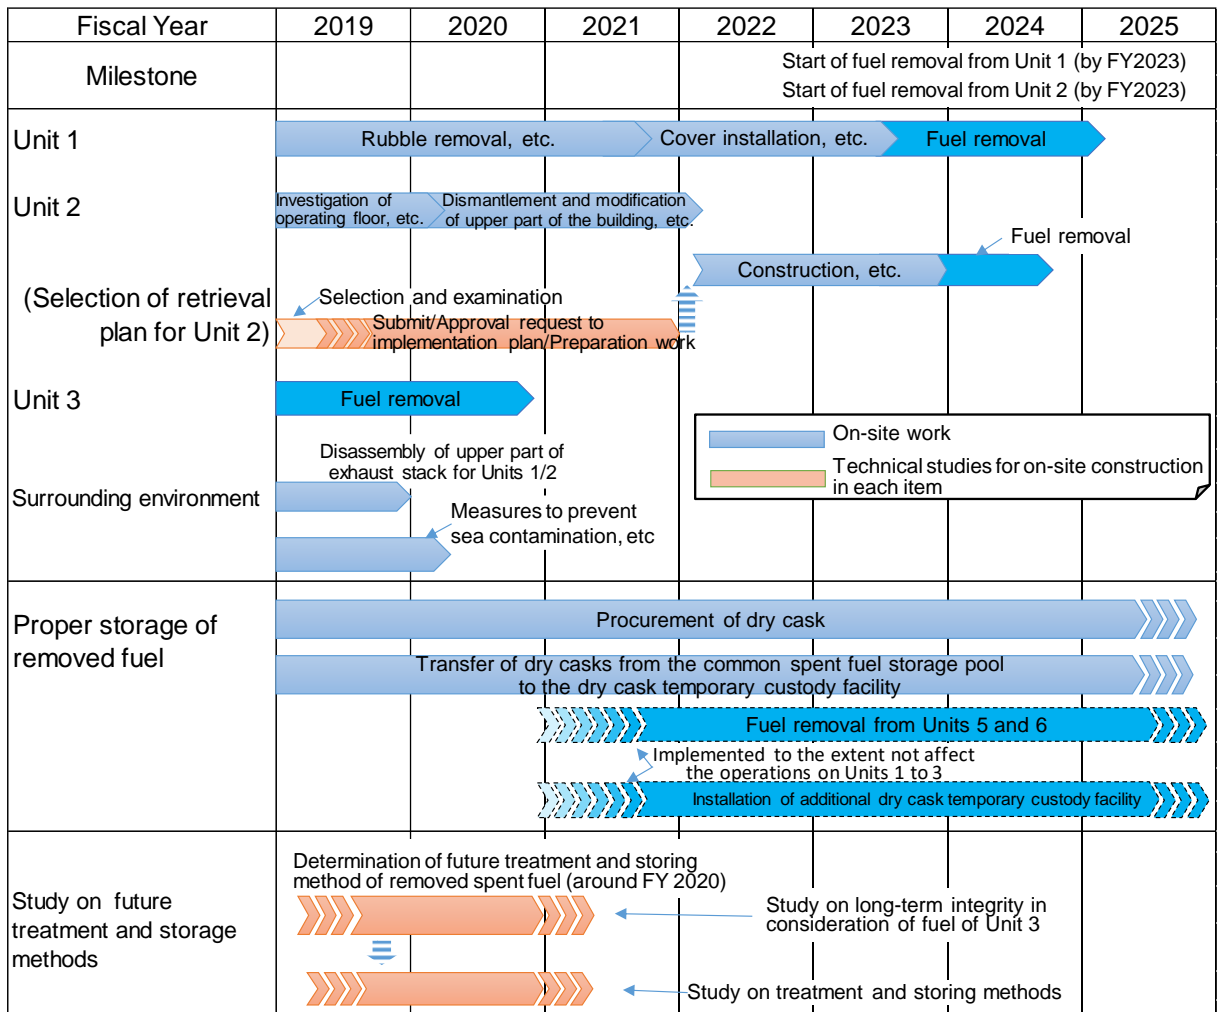 Fiscal Year 2019 2020 2021 2022 2023 2024 2025
Milestone
Start of fuel removal from Unit 1 (by FY2023)
Start of fuel removal from Unit 2 (by FY2023)
Unit 1
Rubble removal, etc.
Cover installation, etc.
Fuel removal
Unit 2
Investigation of
operating floor, etc.
Dismantlement and modification
of upper part of the building, etc.
Fuel removal
Construction, etc.
(Selection of retrieval
plan for Unit 2)
Selection and examination
Submit/Approval request to
implementation plan/Preparation work
Unit 3
Fuel removal
On-site work
Technical studies for on-site construction
in each item
Surrounding environment
Disassembly of upper part of
exhaust stack for Units 1/2
Measures to prevent
sea contamination, etc
Proper storage of
removed fuel
Procurement of dry cask
Transfer of dry casks from the common spent fuel storage pool
to the dry cask temporary custody facility
Fuel removal from Units 5 and 6
Implemented to the extent not affect
the operations on Units 1 to 3
Installation of additional dry cask temporary custody facility
Study on future
treatment and storage
methods
Determination of future treatment and storing
method of removed spent fuel (around FY 2020)
Study on long-term integrity in
consideration of fuel of Unit 3
Study on treatment and storing methods